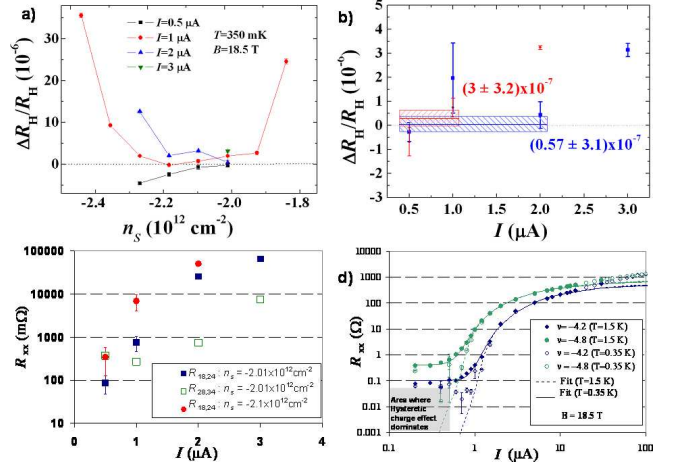 a)
I=0.5 μA
I=1 μA
I=2 μA
I=3 μA
T=350 mK
B=18.5 T
ΔR_H/R_H (10^-6)
40
30
20
10
0
-2.4 -2.2 -2.0 -1.8
n_S (10^12 cm^-2)
b)
ΔR_H/R_H (10^-6)
5
4
3
2
1
0
-1
-2
-3
(3 ± 3.2)x10^-7
(0.57 ± 3.1)x10^-7
0.5 1.0 1.5 2.0 2.5 3.0
I (μA)
R_xx (mΩ)
100000
10000
1000
100
10
R_18,24 : n_s = -2.01x10^12cm^-2
R_28,34 : n_s = -2.01x10^12cm^-2
R_18,24 : n_s = -2.1x10^12cm^-2
0 1 2 3 4
I (μA)
d)
R_xx (Ω)
10000
1000
100
10
1
0.1
0.01
0.001
Area where
Hysteretic
charge effect
dominates
ν=-4.2 (T=1.5 K)
ν=-4.8 (T=1.5 K)
ν=-4.2 (T=0.35 K)
ν=-4.8 (T=0.35 K)
Fit (T=1.5 K)
Fit (T=0.35 K)
B = 18.5 T
0.1 1 10 100
I (μA)